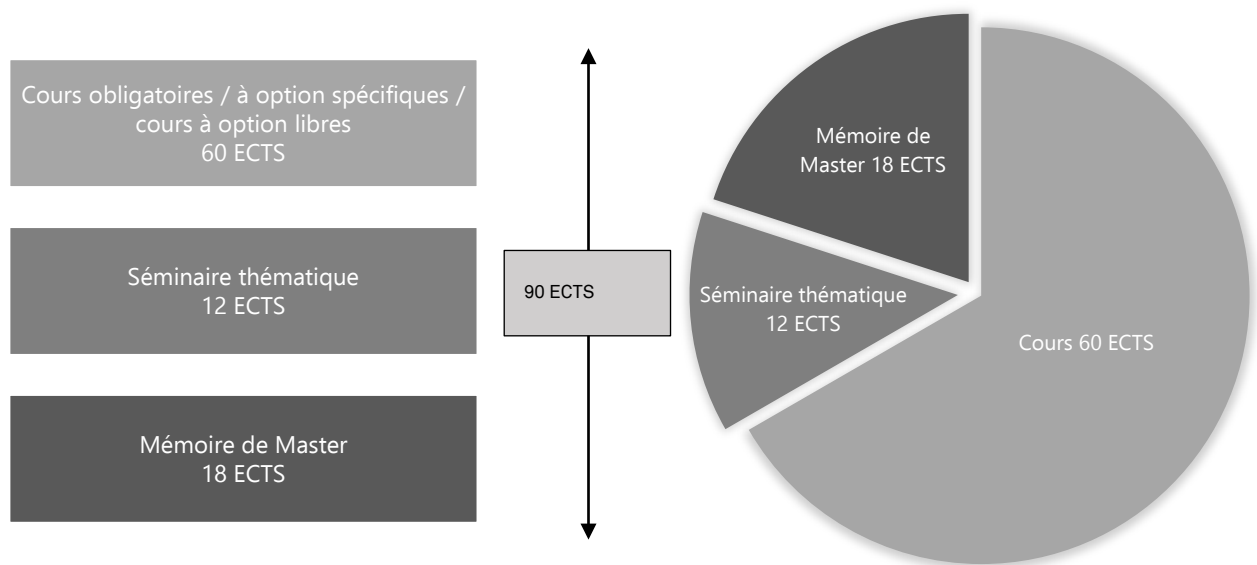 Cours obligatoires / à option spécifiques /
cours à option libres
60 ECTS
Séminaire thématique
12 ECTS
Mémoire de Master
18 ECTS
90 ECTS
Mémoire de
Master 18 ECTS
Séminaire thématique
12 ECTS
Cours 60 ECTS